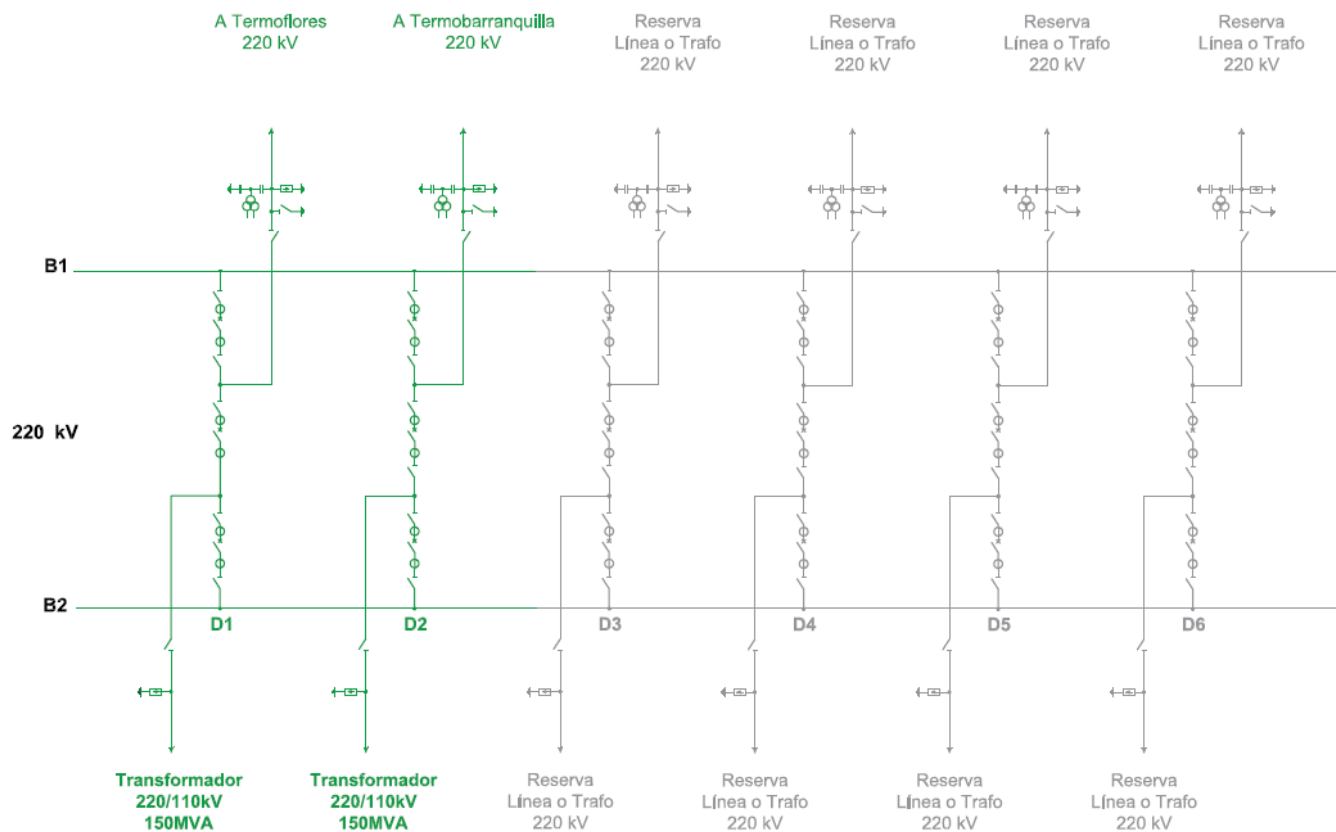 A Termoflores
220 kV
A Termobarranquilla
220 kV
Reserva
Línea o Trafo
220 kV
Reserva
Línea o Trafo
220 kV
Reserva
Línea o Trafo
220 kV
Reserva
Línea o Trafo
220 kV
B1
220 kV
B2
D1
D2
D3
D4
D5
D6
Transformador
220/110kV
150MVA
Transformador
220/110kV
150MVA
Reserva
Línea o Trafo
220 kV
Reserva
Línea o Trafo
220 kV
Reserva
Línea o Trafo
220 kV
Reserva
Línea o Trafo
220 kV